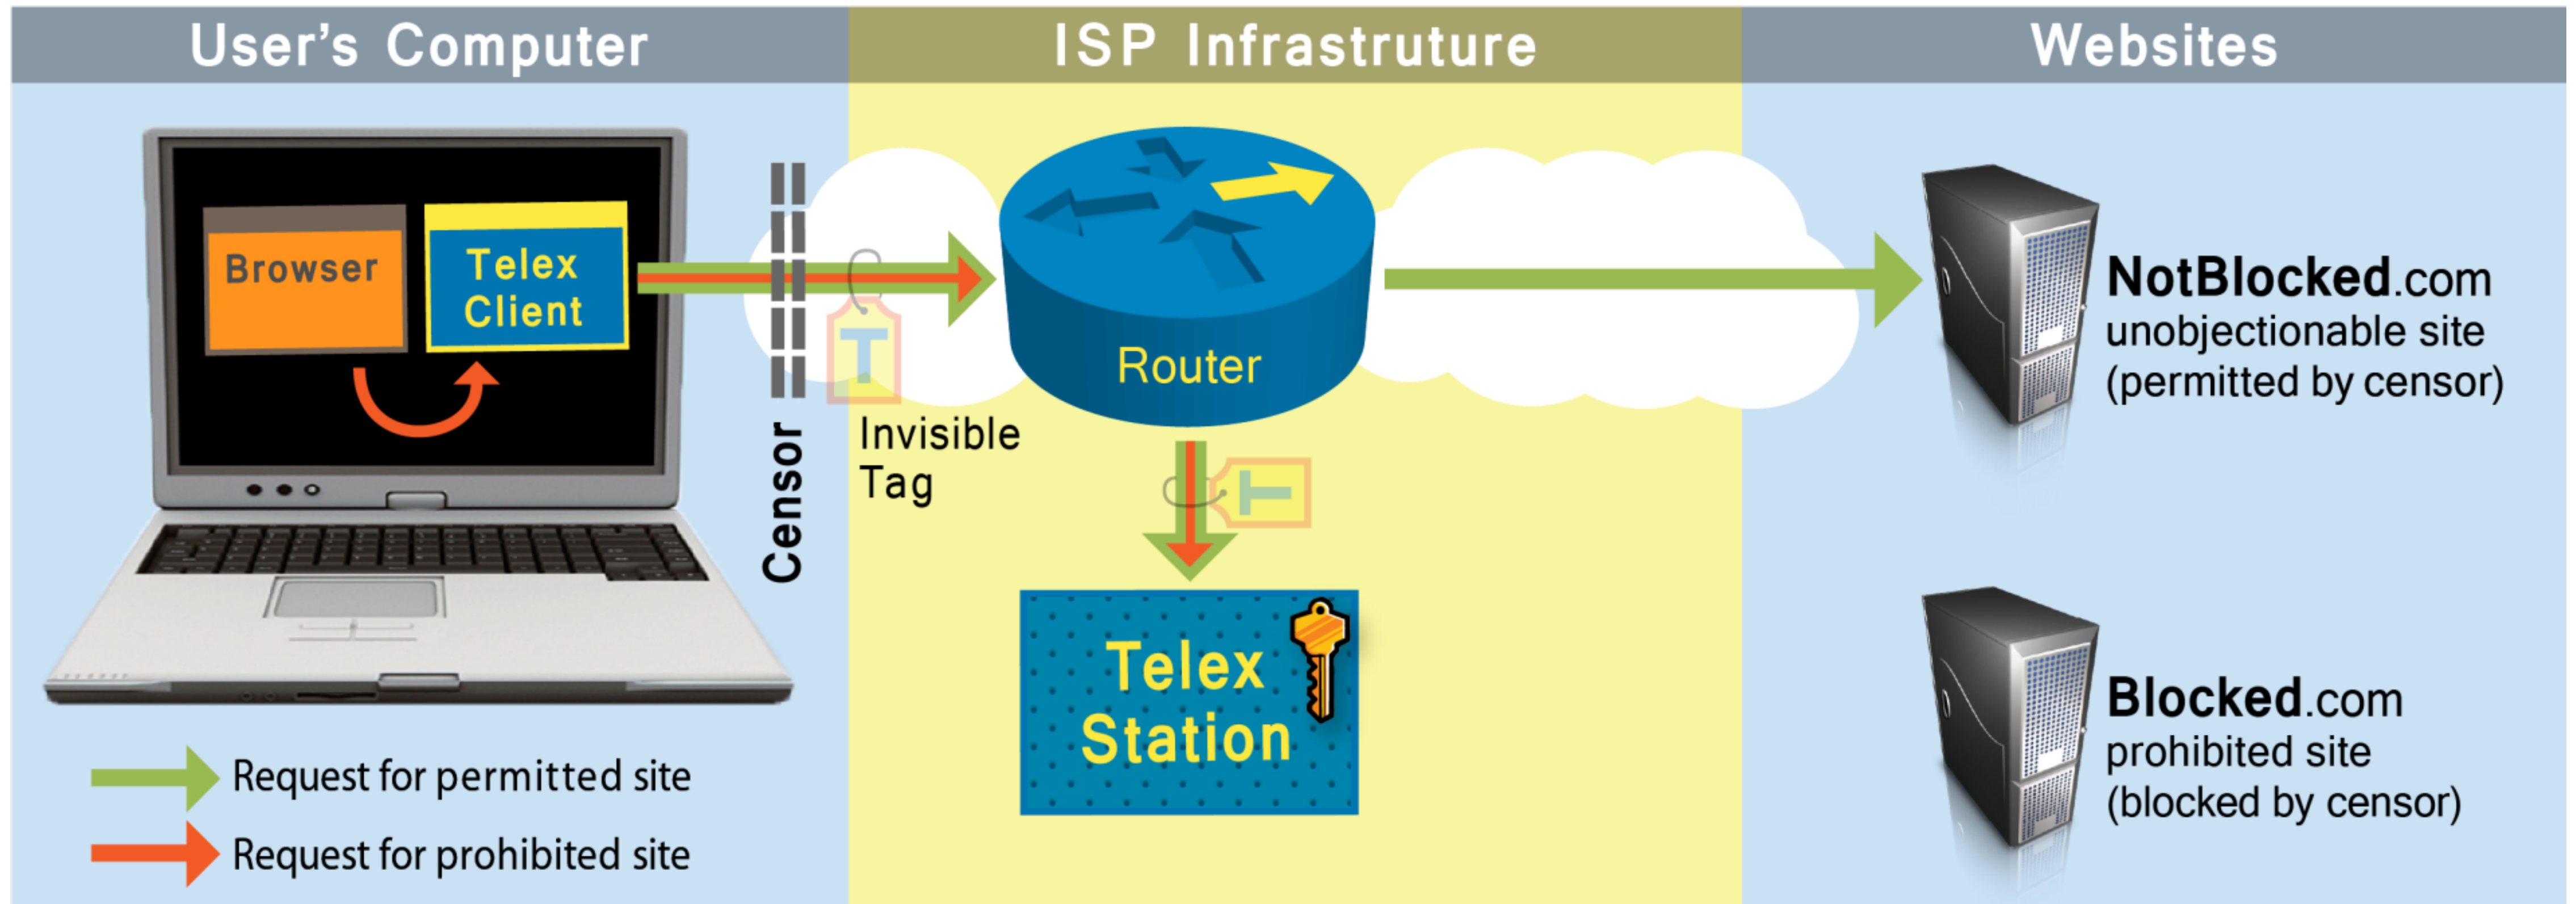 User's Computer
ISP Infrastruture
Websites
Browser
Telex
Client
Censor
T
Invisible
Tag
Router
T
Telex
Station
NotBlocked.com
unobjectionable site
(permitted by censor)
Blocked.com
prohibited site
(blocked by censor)
Request for permitted site
Request for prohibited site